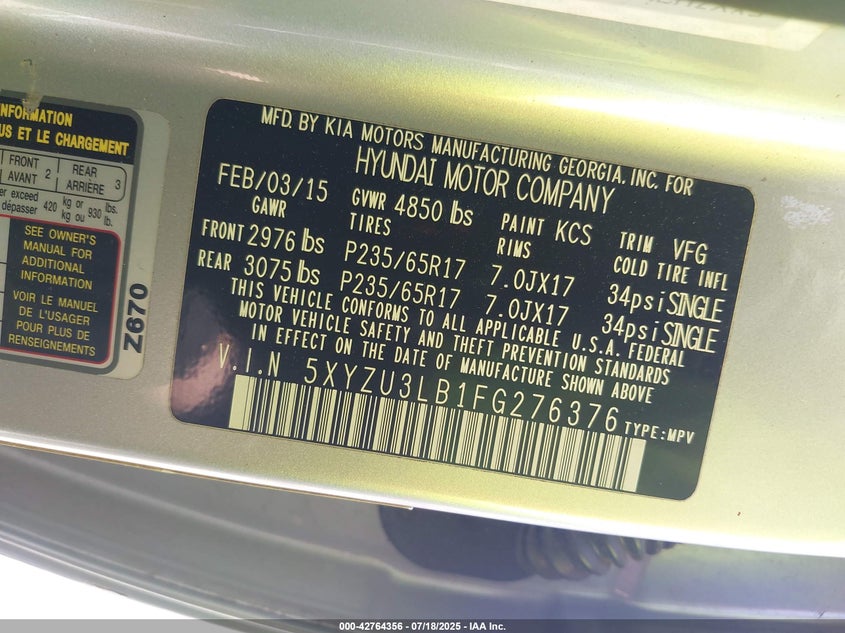 INFORMATION
US ET LE CHARGEMENT
FRONT
AVANT 2
REAR
ARRIÈRE 3
er exceed
dépasser 420 kg or
kg ou 930 lbs.
lb.
SEE OWNER'S
MANUAL FOR
ADDITIONAL
INFORMATION
VOIR LE MANUEL
DE L'USAGER
POUR PLUS DE
RENSEIGNEMENTS
Z670
MFD. BY KIA MOTORS MANUFACTURING GEORGIA, INC. FOR
HYUNDAI MOTOR COMPANY
FEB/03/15 GVWR 4850 lbs PAINT KCS TRIM VFG
GAWR TIRES RIMS COLD TIRE INFL
FRONT 2976 lbs P235/65R17 7.0JX17 34psi SINGLE
REAR 3075 lbs P235/65R17 7.0JX17 34psi SINGLE
THIS VEHICLE CONFORMS TO ALL APPLICABLE U.S.A. FEDERAL
MOTOR VEHICLE SAFETY AND THEFT PREVENTION STANDARDS
IN EFFECT ON THE DATE OF MANUFACTURE SHOWN ABOVE
V.I.N 5XYZU3LB1FG276376 TYPE:MPV
000-42764356 - 07/18/2025 - IAA Inc.